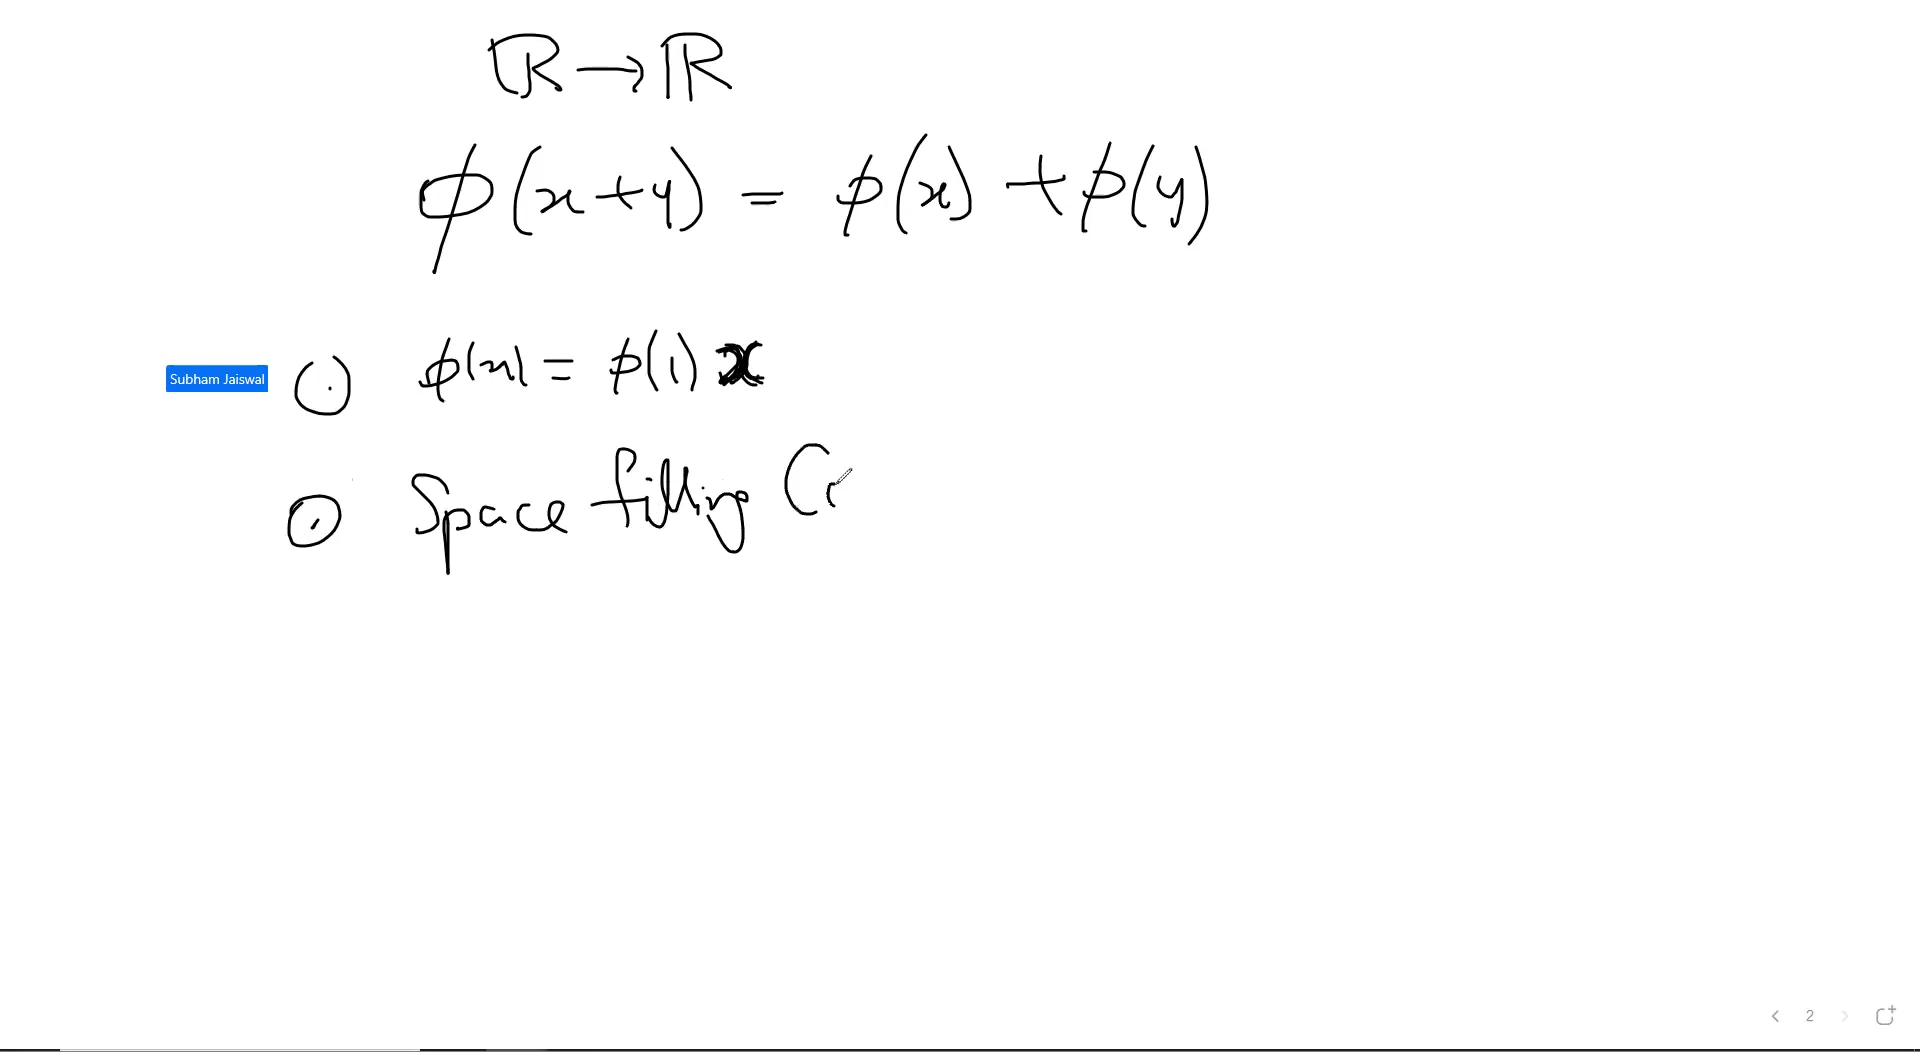 ℝ → ℝ
ϕ(x+y) = ϕ(x) + ϕ(y)
Subham Jaiswal ⊙ ϕ(x) = ϕ(1) x
⊙ Space filling C
2